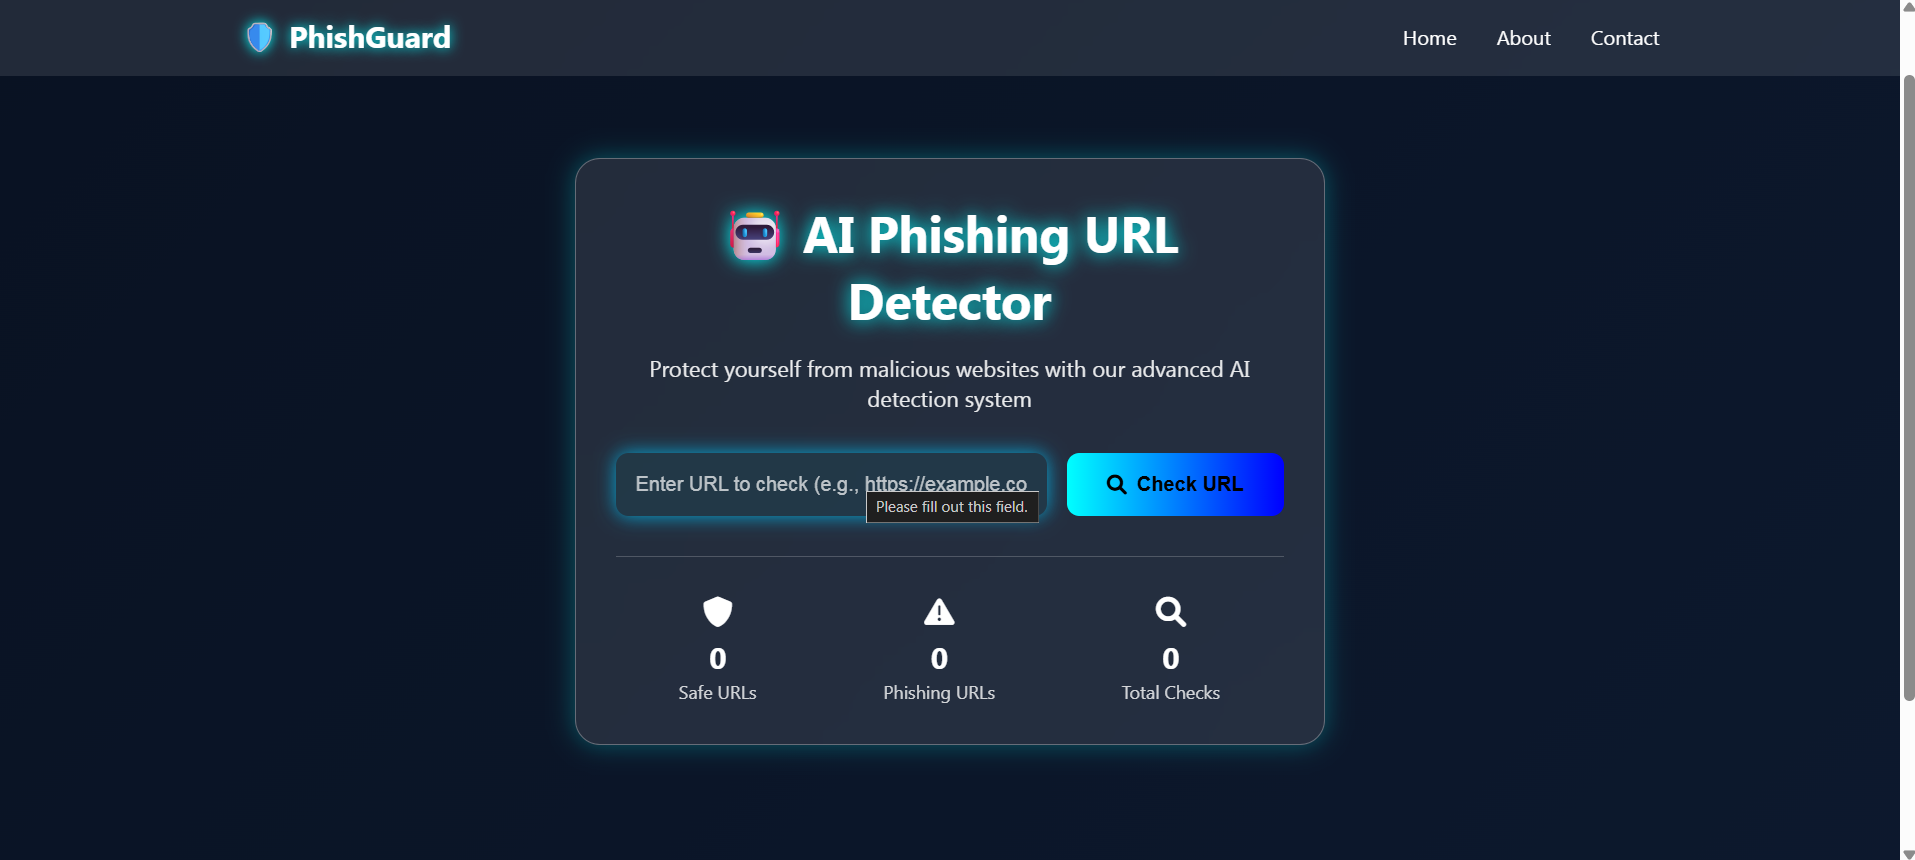 PhishGuard
Home
About
Contact
AI Phishing URL
Detector
Protect yourself from malicious websites with our advanced AI
detection system
Enter URL to check (e.g., https://example.co
Please fill out this field.
Check URL
0
Safe URLs
0
Phishing URLs
0
Total Checks